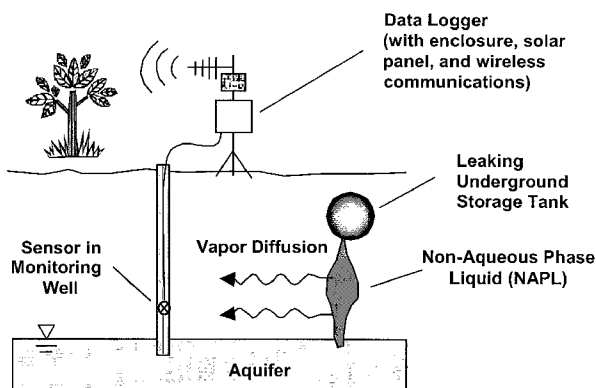 Data Logger
(with enclosure, solar
panel, and wireless
communications)
Leaking
Underground
Storage Tank
Sensor in
Monitoring
Well
Vapor Diffusion
Non-Aqueous Phase
Liquid (NAPL)
Aquifer